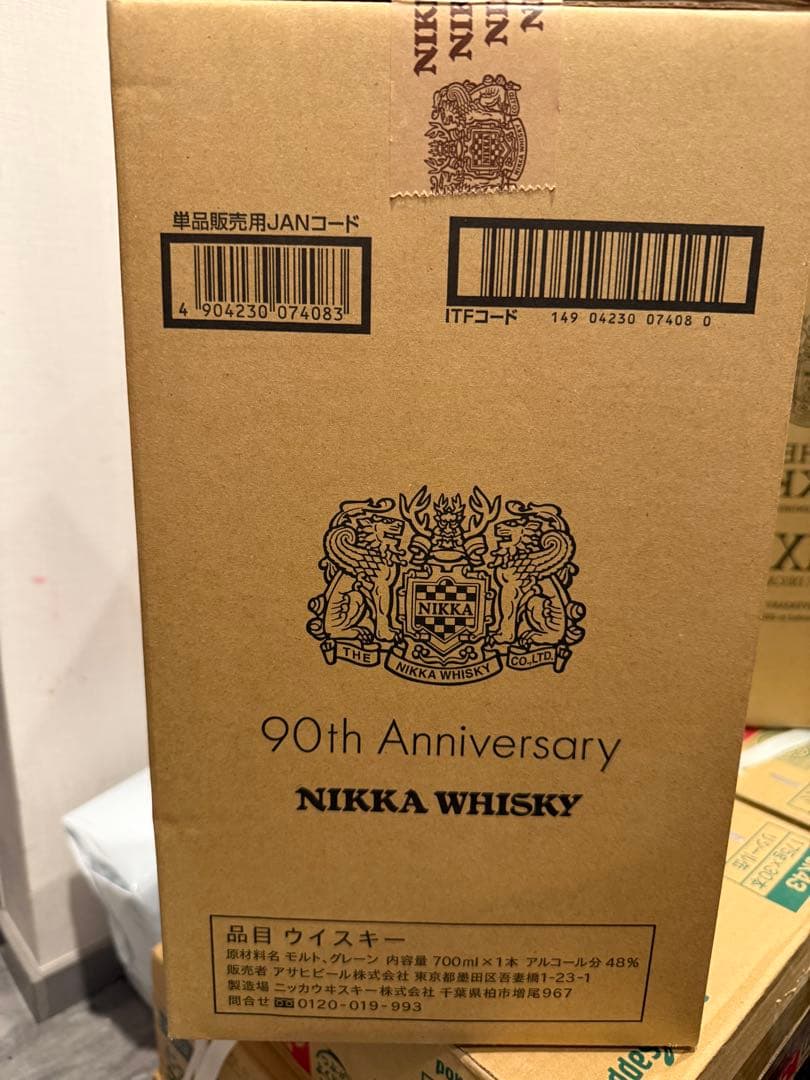 NIKK
NIK
NIK
N
NIKKA
単品販売用JANコード
4 904230 074083
ITFコード 149 04230 07408 0
NIKKA
THE NIKKA WHISKY CO.,LTD.
90th Anniversary
NIKKA WHISKY
品目 ウイスキー
原材料名 モルト、グレーン 内容量 700ml×1本 アルコール分 48%
販売者 アサヒビール株式会社 東京都墨田区吾妻橋1-23-1
製造場 ニッカウヰスキー株式会社 千葉県柏市増尾967
問合せ 0120-019-993